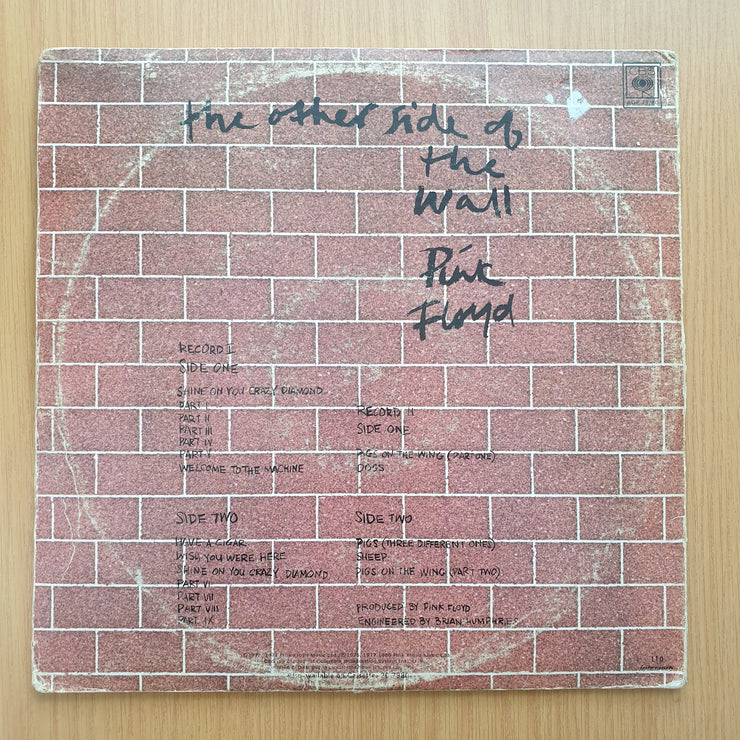 CBS
the other side of
the
Wall
Pink
Floyd
RECORD I
SIDE ONE
SHINE ON YOU CRAZY DIAMOND
PART I
PART II
PART III
PART IV
PART V
WELCOME TO THE MACHINE
RECORD II
SIDE ONE
PIGS ON THE WING (PART ONE)
DOGS
SIDE TWO
HAVE A CIGAR
WISH YOU WERE HERE
SHINE ON YOU CRAZY DIAMOND
PART VI
PART VII
PART VIII
PART IX
SIDE TWO
PIGS (THREE DIFFERENT ONES)
SHEEP
PIGS ON THE WING (PART TWO)
PRODUCED BY PINK FLOYD
ENGINEERED BY BRIAN HUMPHRIES
110